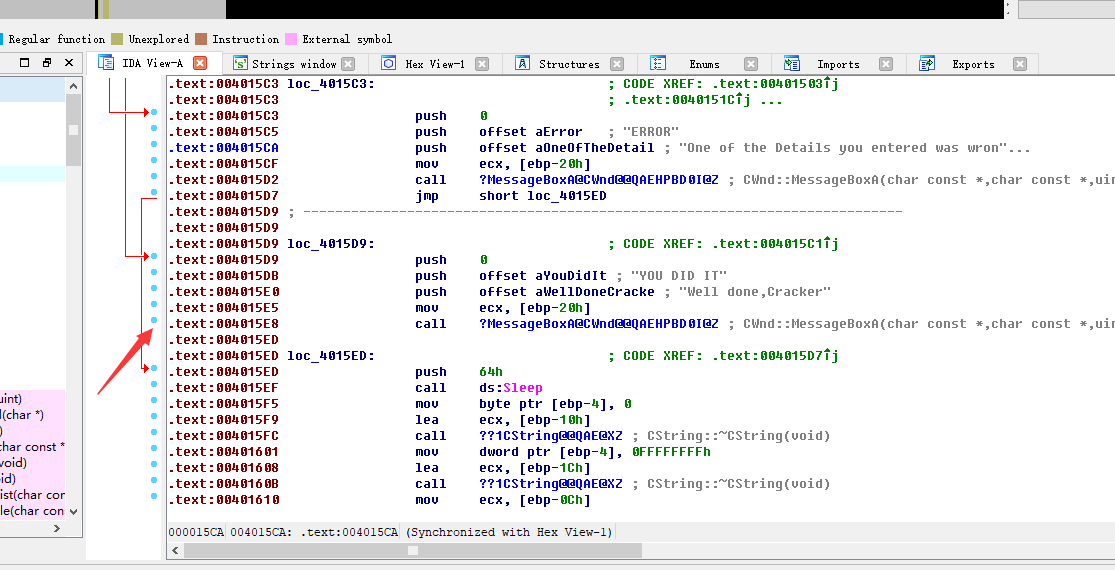 Regular function Unexplored Instruction External symbol
IDA View-A Strings window Hex View-1 Structures Enums Imports Exports
.text:004015C3 loc_4015C3: ; CODE XREF: .text:00401503↑j
.text:004015C3 ; .text:0040151C↑j ...
.text:004015C3 push 0
.text:004015C5 push offset aError ; "ERROR"
.text:004015CA push offset aOneOfTheDetail ; "One of the Details you entered was wron"...
.text:004015CF mov ecx, [ebp-20h]
.text:004015D2 call ?MessageBoxA@CWnd@@QAEHPBD0I@Z ; CWnd::MessageBoxA(char const *,char const *,uin
.text:004015D7 jmp short loc_4015ED
.text:004015D9 ; ---------------------------------------------------------------------------
.text:004015D9
.text:004015D9 loc_4015D9: ; CODE XREF: .text:004015C1↑j
.text:004015D9 push 0
.text:004015DB push offset aYouDidIt ; "YOU DID IT"
.text:004015E0 push offset aWellDoneCracke ; "Well done,Cracker"
.text:004015E5 mov ecx, [ebp-20h]
.text:004015E8 call ?MessageBoxA@CWnd@@QAEHPBD0I@Z ; CWnd::MessageBoxA(char const *,char const *,uin
.text:004015ED
.text:004015ED loc_4015ED: ; CODE XREF: .text:004015D7↑j
.text:004015ED push 64h
.text:004015EF call ds:Sleep
.text:004015F5 mov byte ptr [ebp-4], 0
.text:004015F9 lea ecx, [ebp-10h]
.text:004015FC call ??1CString@@QAE@XZ ; CString::~CString(void)
.text:00401601 mov dword ptr [ebp-4], 0FFFFFFFFh
.text:00401608 lea ecx, [ebp-1Ch]
.text:0040160B call ??1CString@@QAE@XZ ; CString::~CString(void)
.text:00401610 mov ecx, [ebp-0Ch]
uint)
l(char *)
)
char const *
void)
id)
ist(char cor
le(char con
000015CA 004015CA: .text:004015CA (Synchronized with Hex View-1)